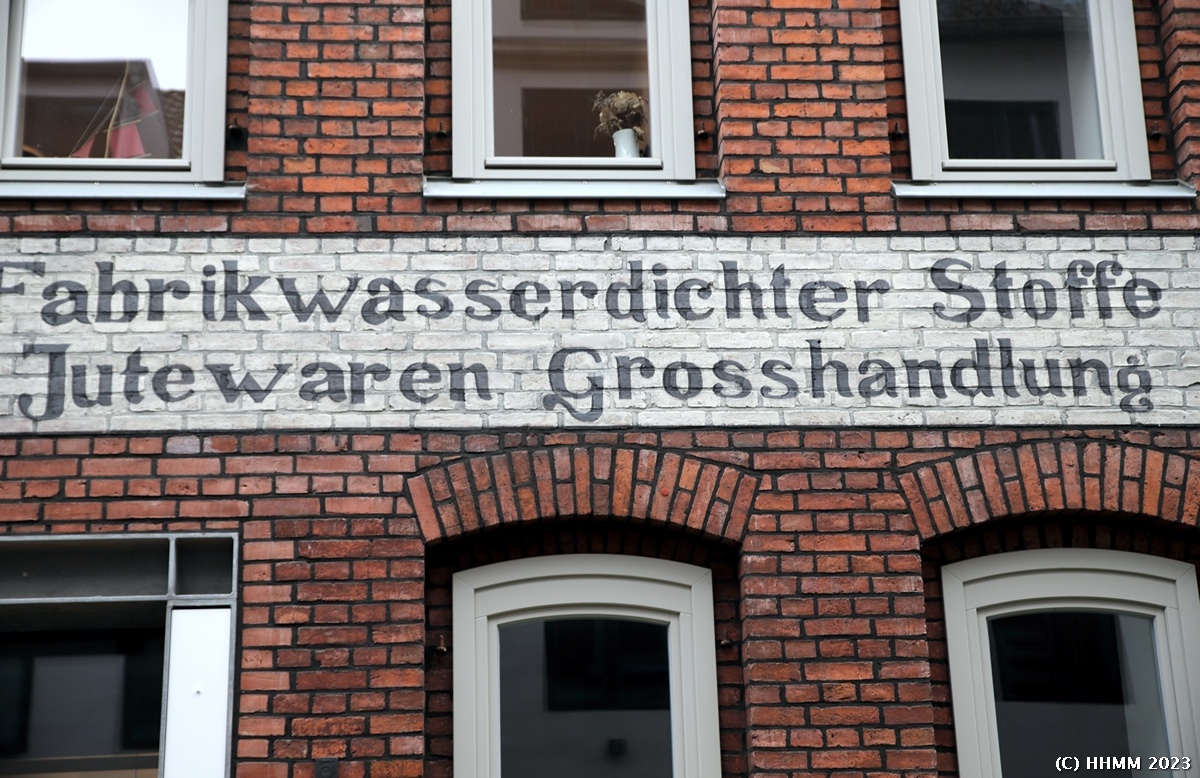 Fabrikwasserdichter Stoffe
Jutewaren Grosshandlung
(C) HHMM 2023